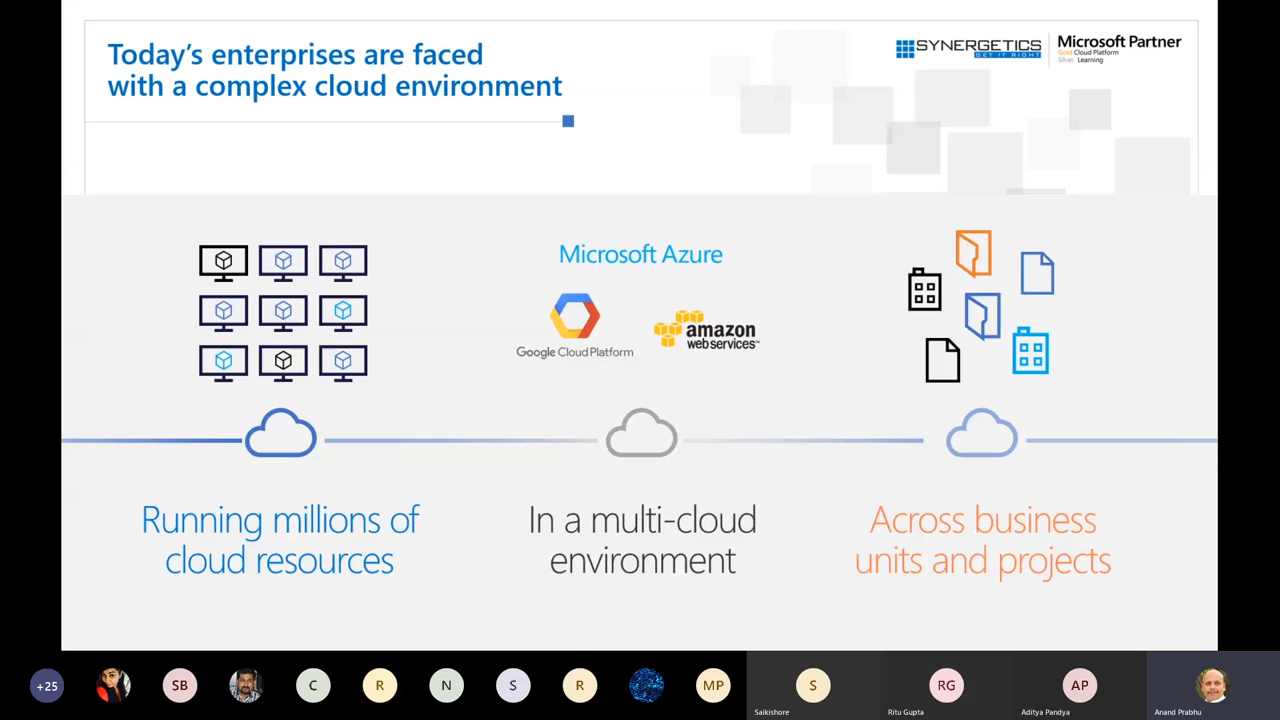 Today's enterprises are faced
with a complex cloud environment
SYNERGETICS
GET IT RIGHT
Microsoft Partner
Gold Cloud Platform
Silver Learning
Microsoft Azure
Google Cloud Platform
amazon
web services™
Running millions of
cloud resources
In a multi-cloud
environment
Across business
units and projects
+25
SB
C
R
N
S
R
MP
S
RG
AP
Saikishore
Ritu Gupta
Aditya Pandya
Anand Prabhu